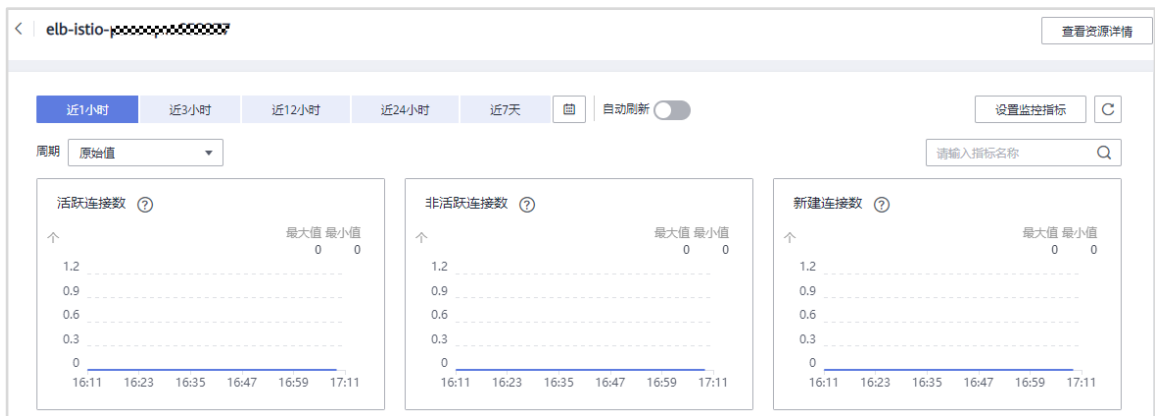 elb-istio-
查看资源详情
近1小时 近3小时 近12小时 近24小时 近7天 自动刷新 设置监控指标
周期 原始值 请输入指标名称
活跃连接数
个 最大值 最小值
0 0
1.2
0.9
0.6
0.3
0
16:11 16:23 16:35 16:47 16:59 17:11
非活跃连接数
个 最大值 最小值
0 0
1.2
0.9
0.6
0.3
0
16:11 16:23 16:35 16:47 16:59 17:11
新建连接数
个 最大值 最小值
0 0
1.2
0.9
0.6
0.3
0
16:11 16:23 16:35 16:47 16:59 17:11